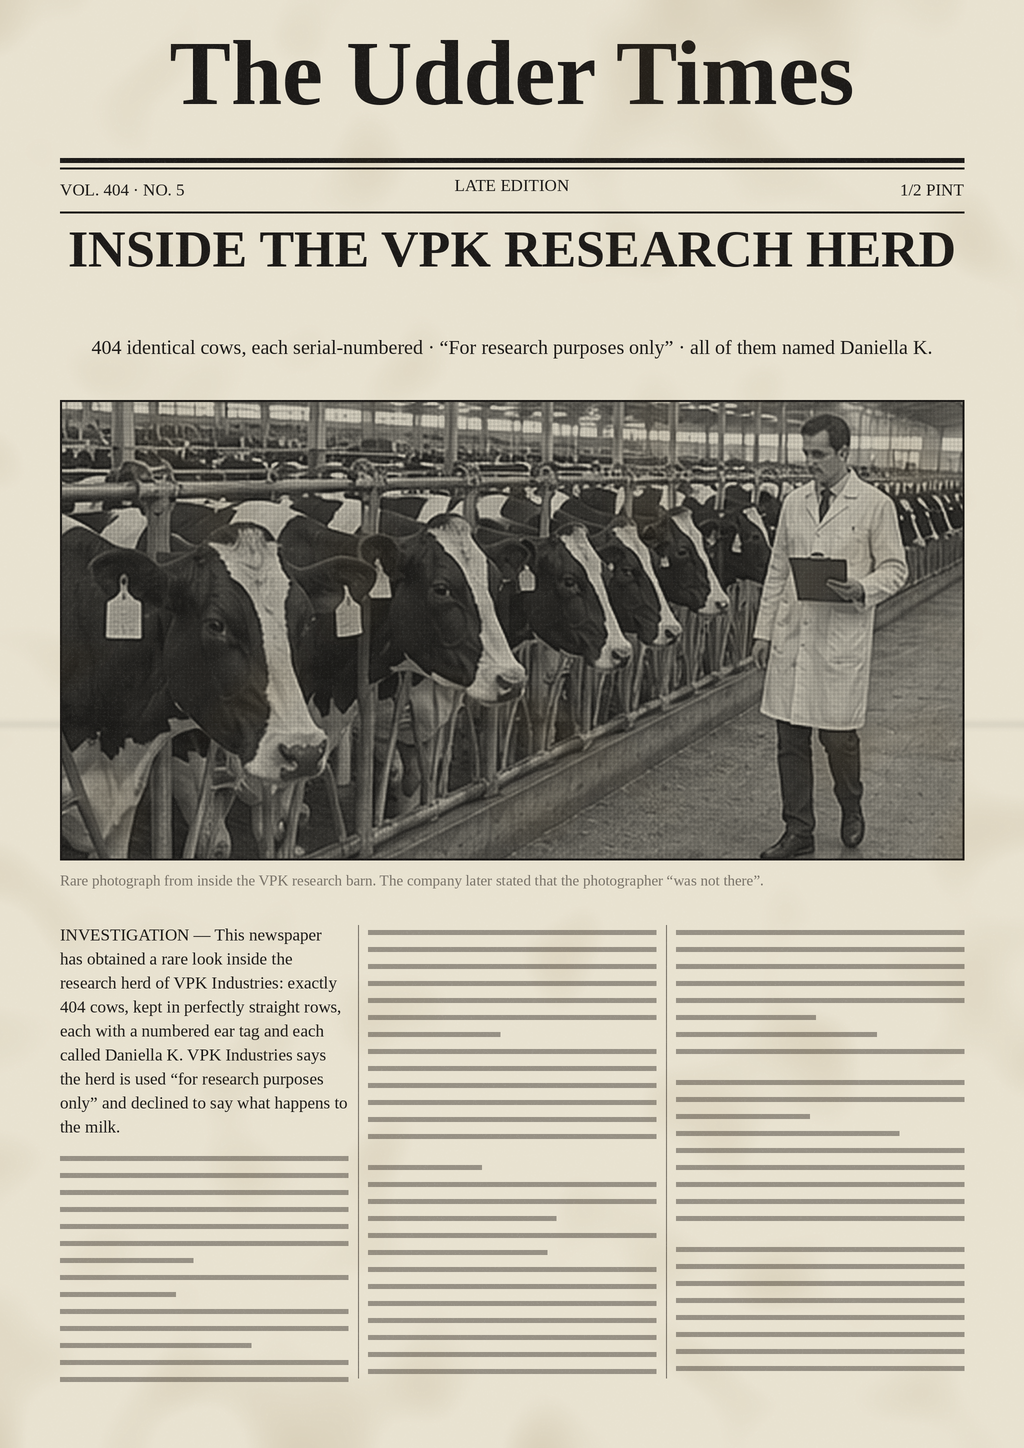 The Udder Times
VOL. 404 · NO. 5
LATE EDITION
1/2 PINT
INSIDE THE VPK RESEARCH HERD
404 identical cows, each serial-numbered · “For research purposes only” · all of them named Daniella K.
Rare photograph from inside the VPK research barn. The company later stated that the photographer “was not there”.
INVESTIGATION — This newspaper
has obtained a rare look inside the
research herd of VPK Industries: exactly
404 cows, kept in perfectly straight rows,
each with a numbered ear tag and each
called Daniella K. VPK Industries says
the herd is used “for research purposes
only” and declined to say what happens to
the milk.